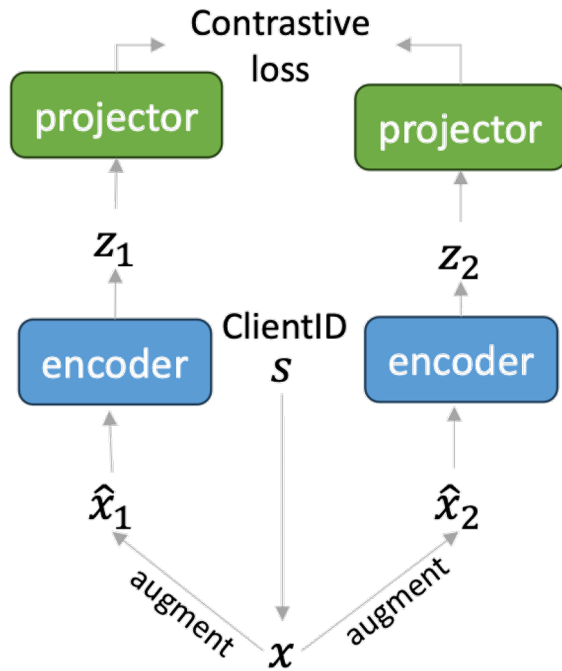 Contrastive
loss
projector
projector
z₁
z₂
ClientID
s
encoder
encoder
x̂₁
x̂₂
augment
augment
x